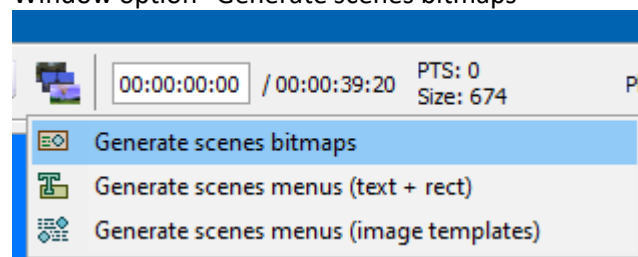 Window option "Generate scenes bitmaps"
00:00:00:00 / 00:00:39:20 PTS: 0
Size: 674
Generate scenes bitmaps
Generate scenes menus (text + rect)
Generate scenes menus (image templates)